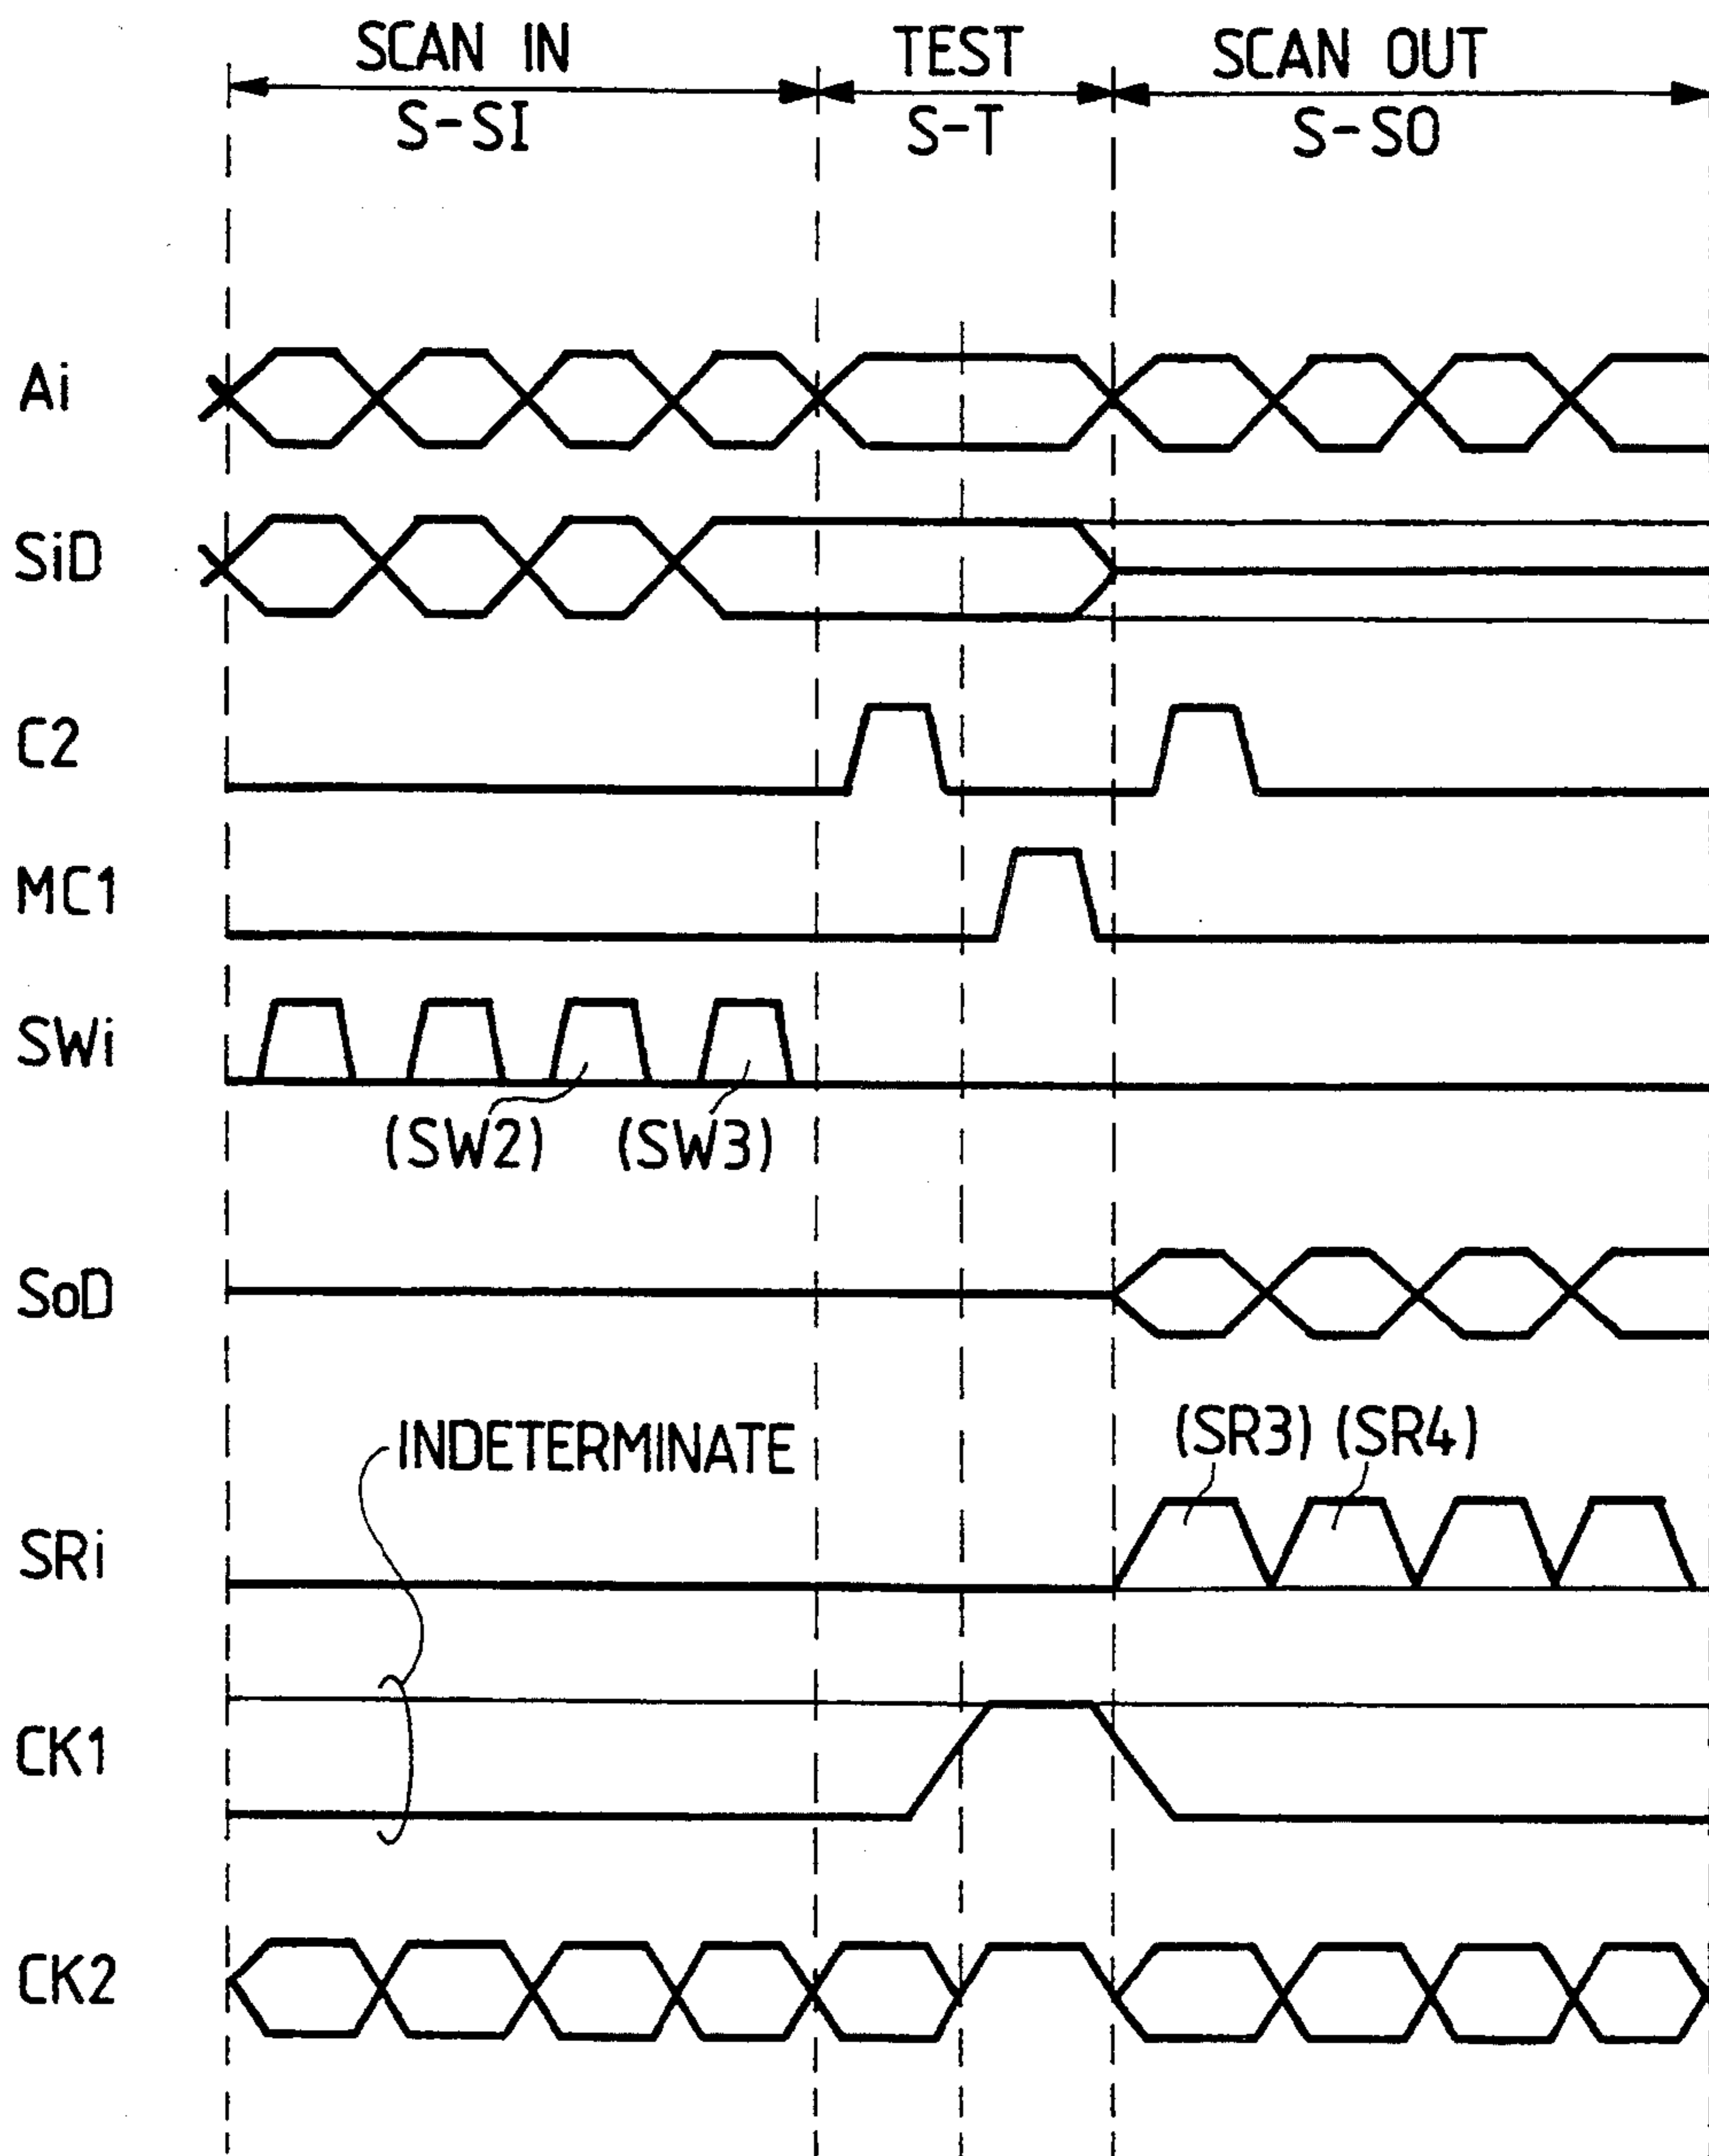 SCAN IN
TEST
SCAN OUT
S-SI
S-T
S-SO
Ai
SiD
C2
MC1
SWi
(SW2)
(SW3)
SoD
INDETERMINATE
(SR3) (SR4)
SRi
CK1
CK2